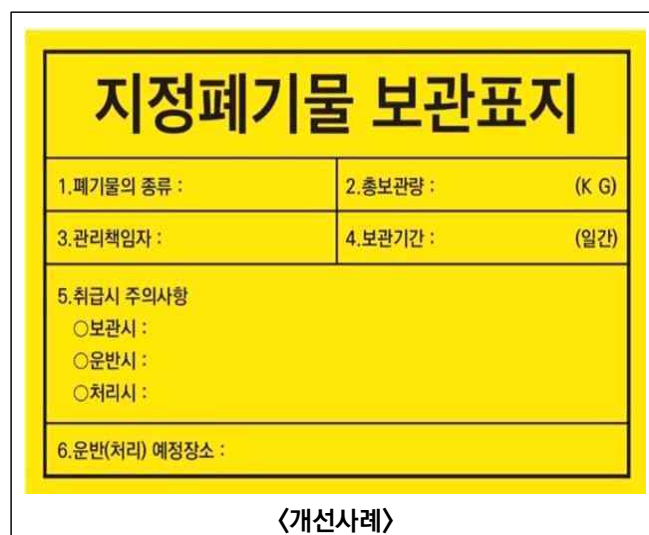 지정폐기물 보관표지
1.폐기물의 종류 :
2.총보관량 : (K G)
3.관리책임자 :
4.보관기간 : (일간)
5.취급시 주의사항
○보관시 :
○운반시 :
○처리시 :
6.운반(처리) 예정장소 :
〈개선사례〉